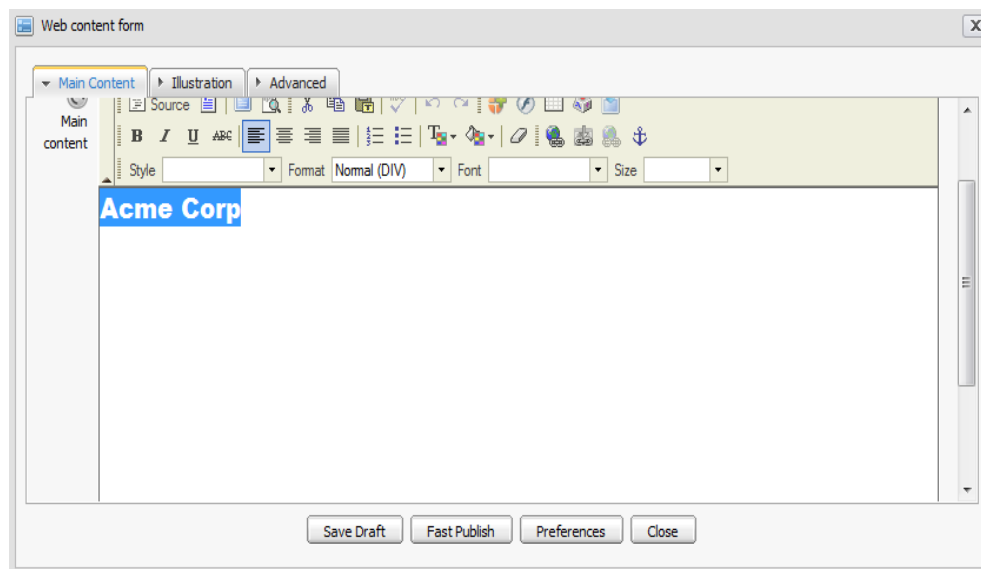 Web content form
X
Main Content Illustration Advanced
Source
Main content
B I U ABC
Style Format Normal (DIV) Font Size
Acme Corp
Save Draft Fast Publish Preferences Close